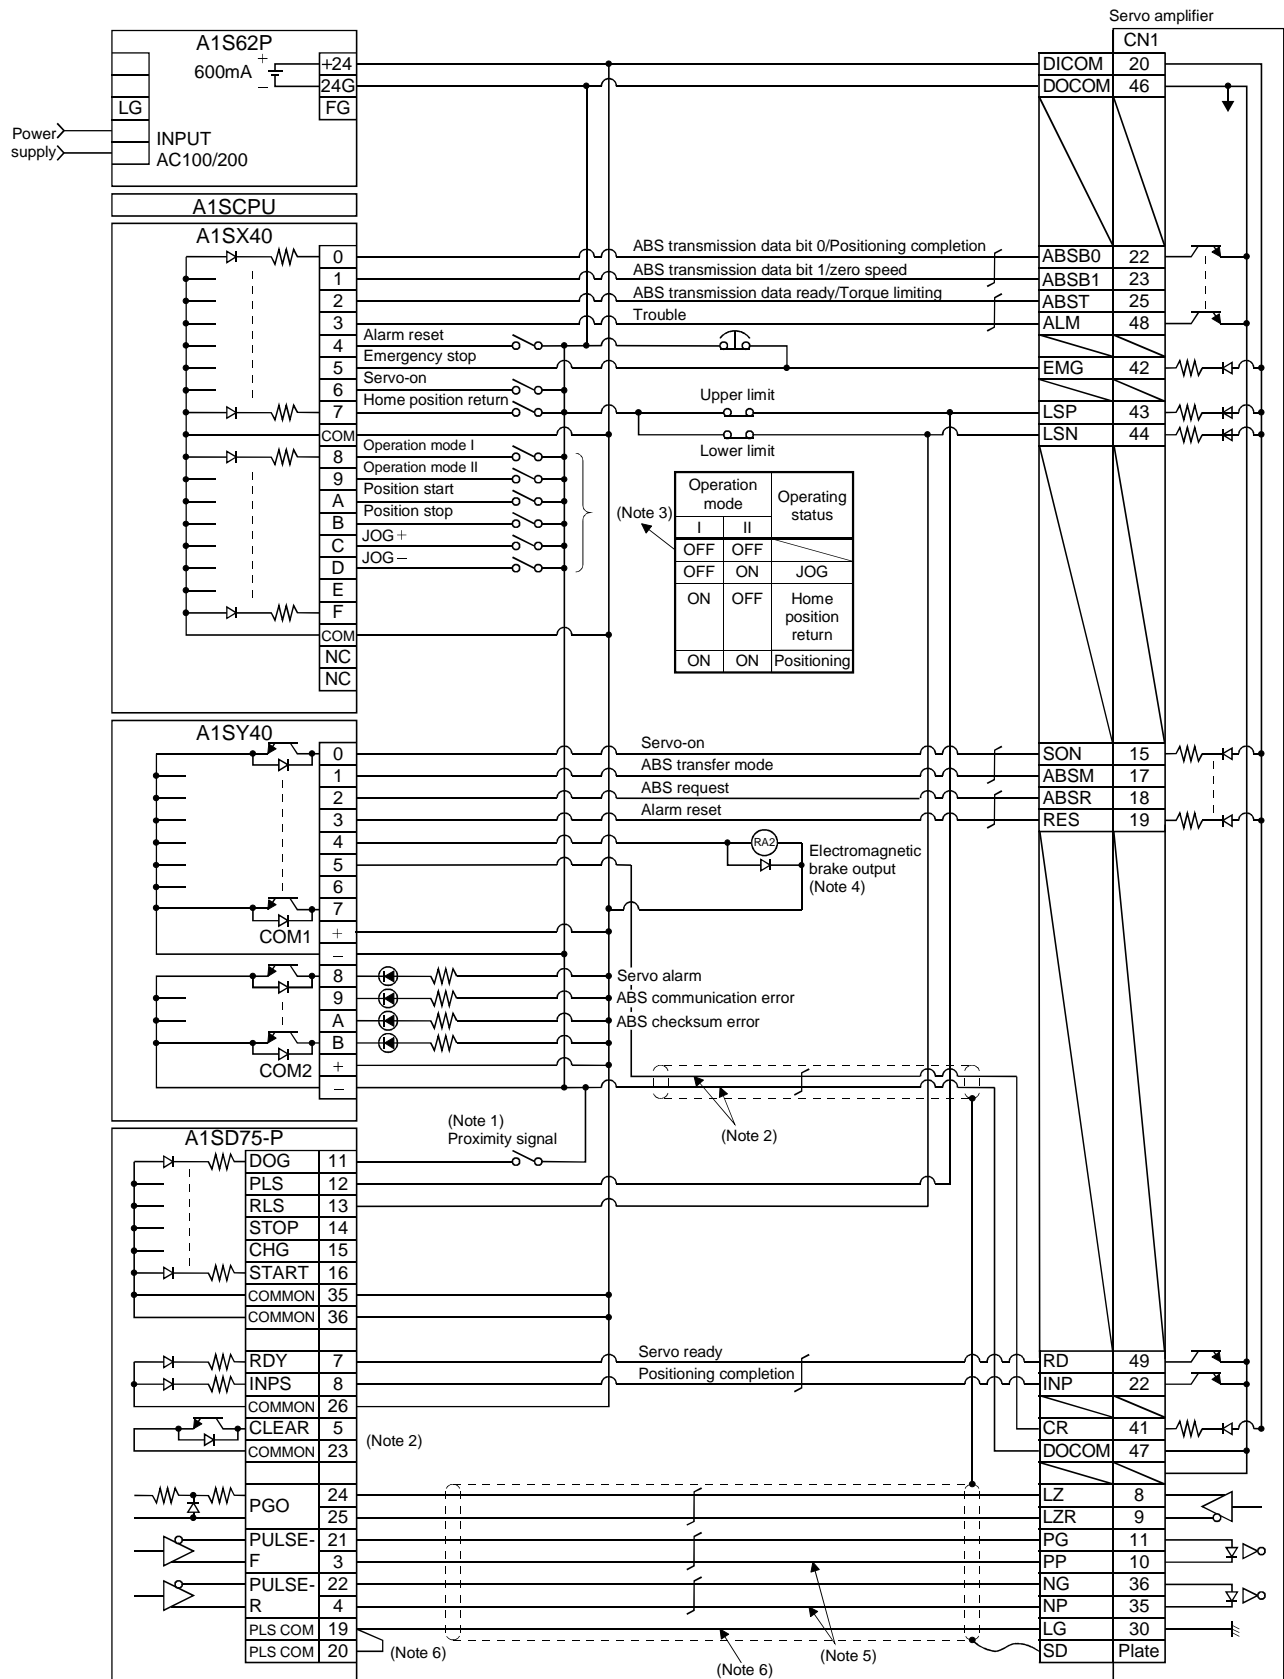 Servo amplifier
A1S62P
CN1
+
600mA
+24
DICOM 20
−
24G
DOCOM 46
LG
FG
Power
supply
INPUT
AC100/200
A1SCPU
A1SX40
0 ABS transmission data bit 0/Positioning completion ABSB0 22
1 ABS transmission data bit 1/zero speed ABSB1 23
2 ABS transmission data ready/Torque limiting ABST 25
3 Trouble ALM 48
4 Alarm reset
5 Emergency stop EMG 42
6 Servo-on
7 Home position return Upper limit LSP 43
COM LSN 44
Lower limit
8 Operation mode I
9 Operation mode II
A Position start
B Position stop
C JOG+
D JOG−
E
F
COM
NC
NC
(Note 3)
Operation mode Operating status
I II
OFF OFF
OFF ON JOG
ON OFF Home position return
ON ON Positioning
A1SY40
0 Servo-on SON 15
1 ABS transfer mode ABSM 17
2 ABS request ABSR 18
3 Alarm reset RES 19
4 RA2
5
6
7
Electromagnetic
brake output
(Note 4)
COM1
+
−
8 Servo alarm
9 ABS communication error
A ABS checksum error
B
COM2
+
−
(Note 2)
A1SD75-P
(Note 1)
Proximity signal
DOG 11
PLS 12
RLS 13
STOP 14
CHG 15
START 16
COMMON 35
COMMON 36
RDY 7 Servo ready RD 49
INPS 8 Positioning completion INP 22
COMMON 26
CLEAR 5 CR 41
COMMON 23 (Note 2) DOCOM 47
PGO
24 LZ 8
25 LZR 9
PULSE-
F
21 PG 11
3 PP 10
PULSE-
R
22 NG 36
4 NP 35
PLS COM 19 LG 30
PLS COM 20 (Note 6) (Note 6) (Note 5) SD Plate